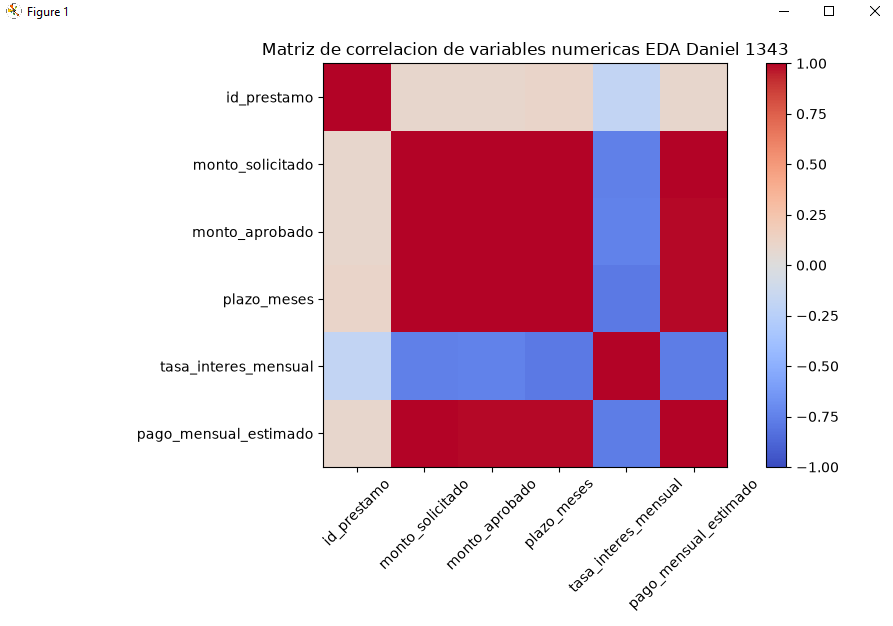 Figure 1
Matriz de correlacion de variables numericas EDA Daniel 1343
id_prestamo
monto_solicitado
monto_aprobado
plazo_meses
tasa_interes_mensual
pago_mensual_estimado
id_prestamo
monto_solicitado
monto_aprobado
plazo_meses
tasa_interes_mensual
pago_mensual_estimado
1.00
0.75
0.50
0.25
0.00
−0.25
−0.50
−0.75
−1.00